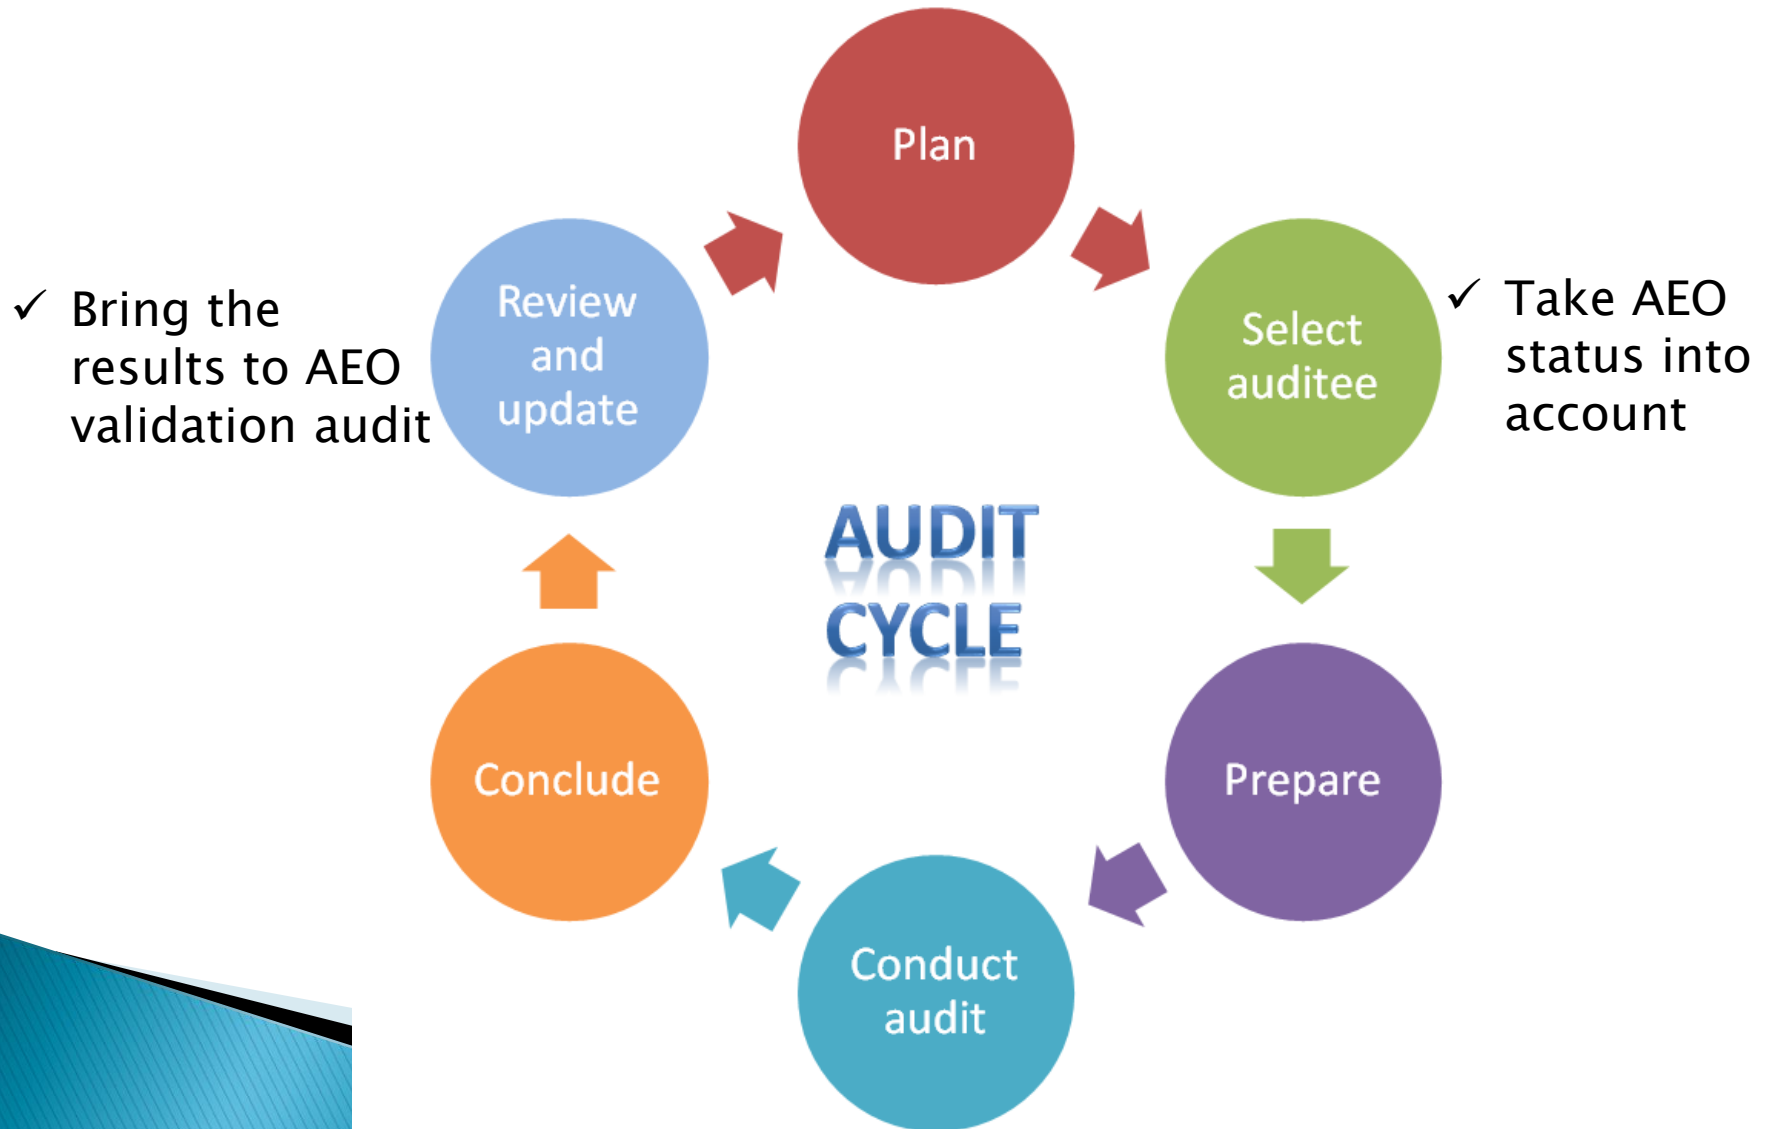 Plan
Select
auditee
✓ Take AEO
status into
account
Prepare
Conduct
audit
Conclude
Review
and
update
✓ Bring the
results to AEO
validation audit
AUDIT
CYCLE